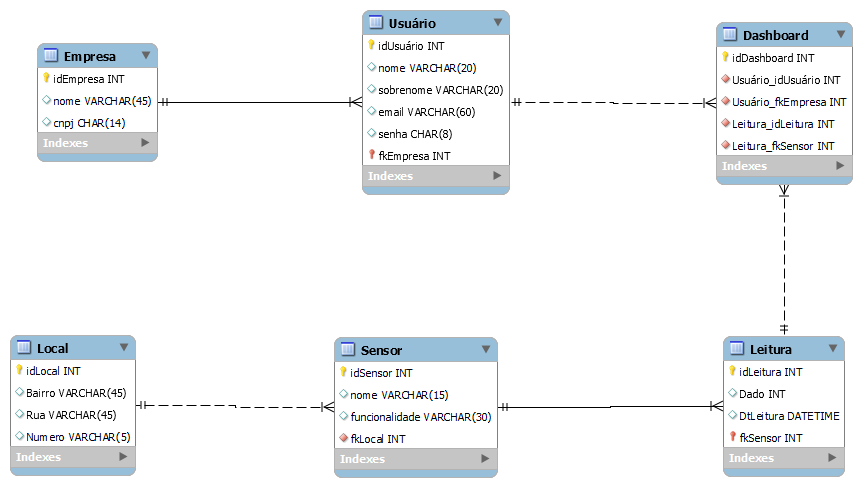 Empresa
idEmpresa INT
nome VARCHAR(45)
cnpj CHAR(14)
Indexes
Usuário
idUsuário INT
nome VARCHAR(20)
sobrenome VARCHAR(20)
email VARCHAR(60)
senha CHAR(8)
fkEmpresa INT
Indexes
Dashboard
idDashboard INT
Usuário_idUsuário INT
Usuário_fkEmpresa INT
Leitura_idLeitura INT
Leitura_fkSensor INT
Indexes
Local
idLocal INT
Bairro VARCHAR(45)
Rua VARCHAR(45)
Numero VARCHAR(5)
Indexes
Sensor
idSensor INT
nome VARCHAR(15)
funcionalidade VARCHAR(30)
fkLocal INT
Indexes
Leitura
idLeitura INT
Dado INT
DtLeitura DATETIME
fkSensor INT
Indexes